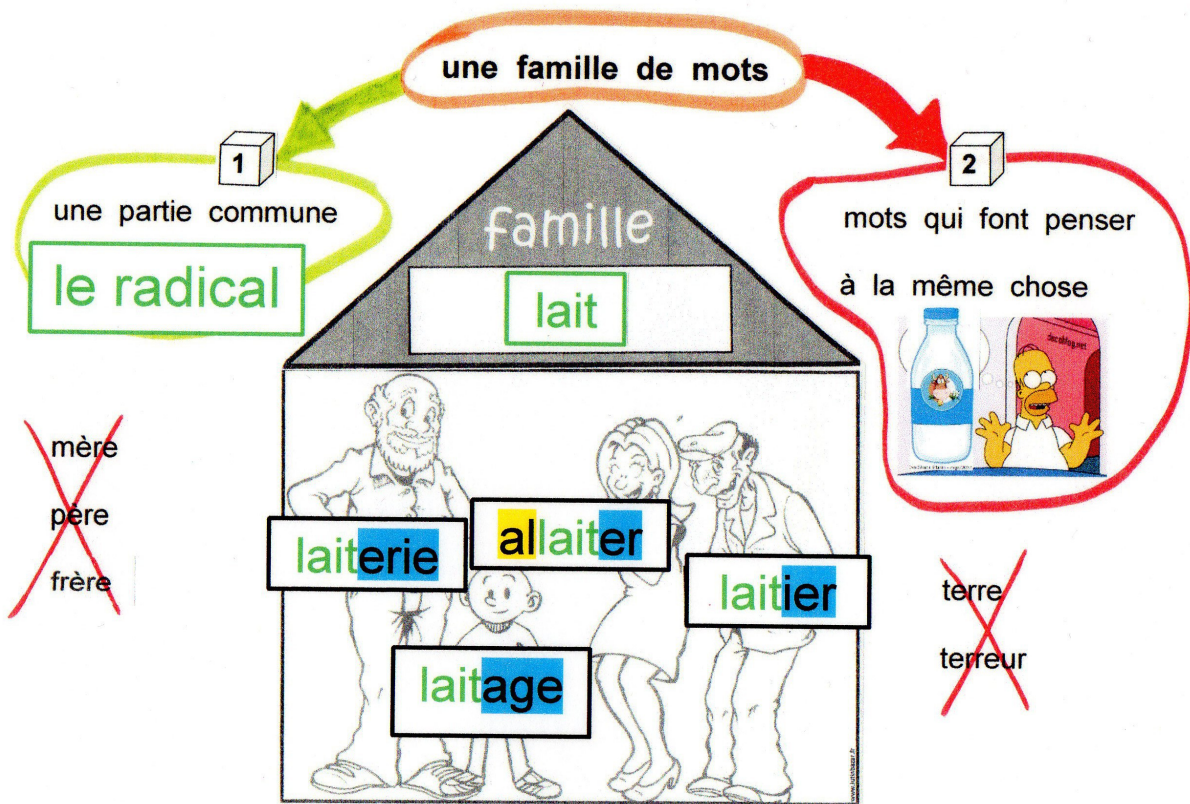 une famille de mots
1
une partie commune
le radical
2
mots qui font penser
à la même chose
famille
lait
mère
père
frère
laiterie
allaiter
laitier
laitage
terre
terreur